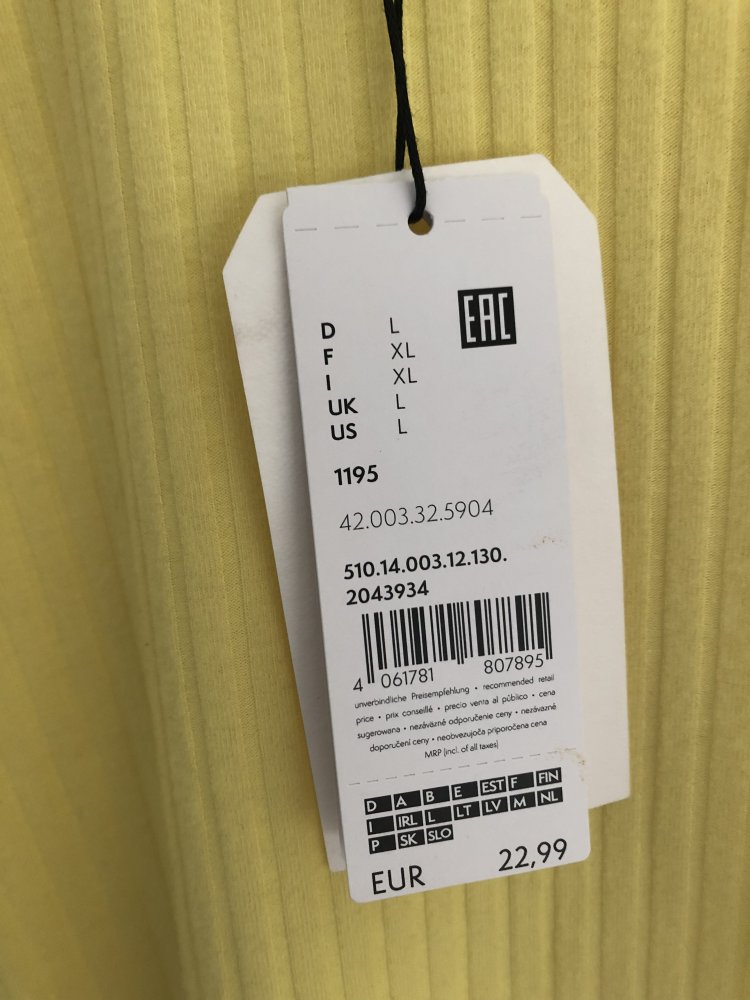 EAC
D L
F XL
I XL
UK L
US L
1195
42.003.32.5904
510.14.003.12.130.
2043934
4 061781 807895
unverbindliche Preisempfehlung • recommended retail
price • prix conseillé • precio venta al público • cena
sugerowana • nezáväzné odporučenie ceny • nezávazné
doporučení ceny • neobvezujoča priporočena cena
MRP (incl. of all taxes)
D A B E EST F FIN
I IRL L LT LV M NL
P SK SLO
EUR 22,99